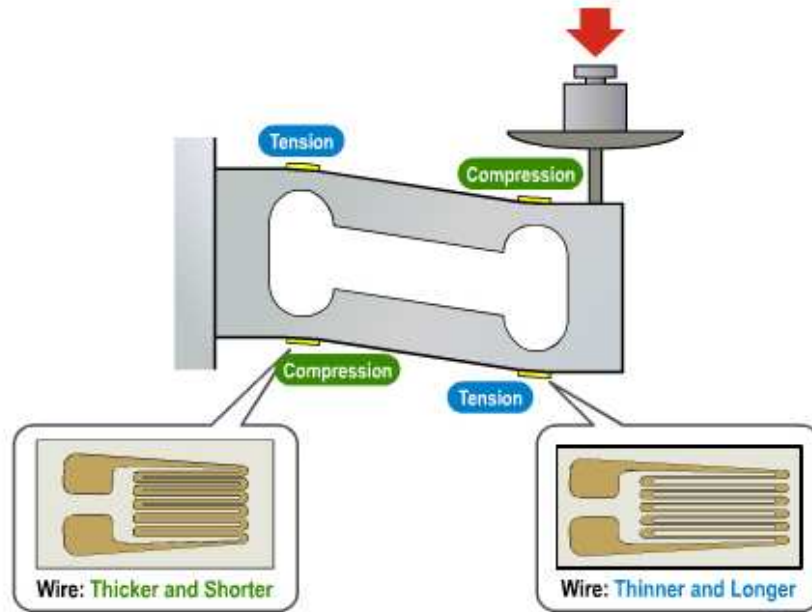 Tension
Compression
Compression
Tension
Wire: Thicker and Shorter
Wire: Thinner and Longer